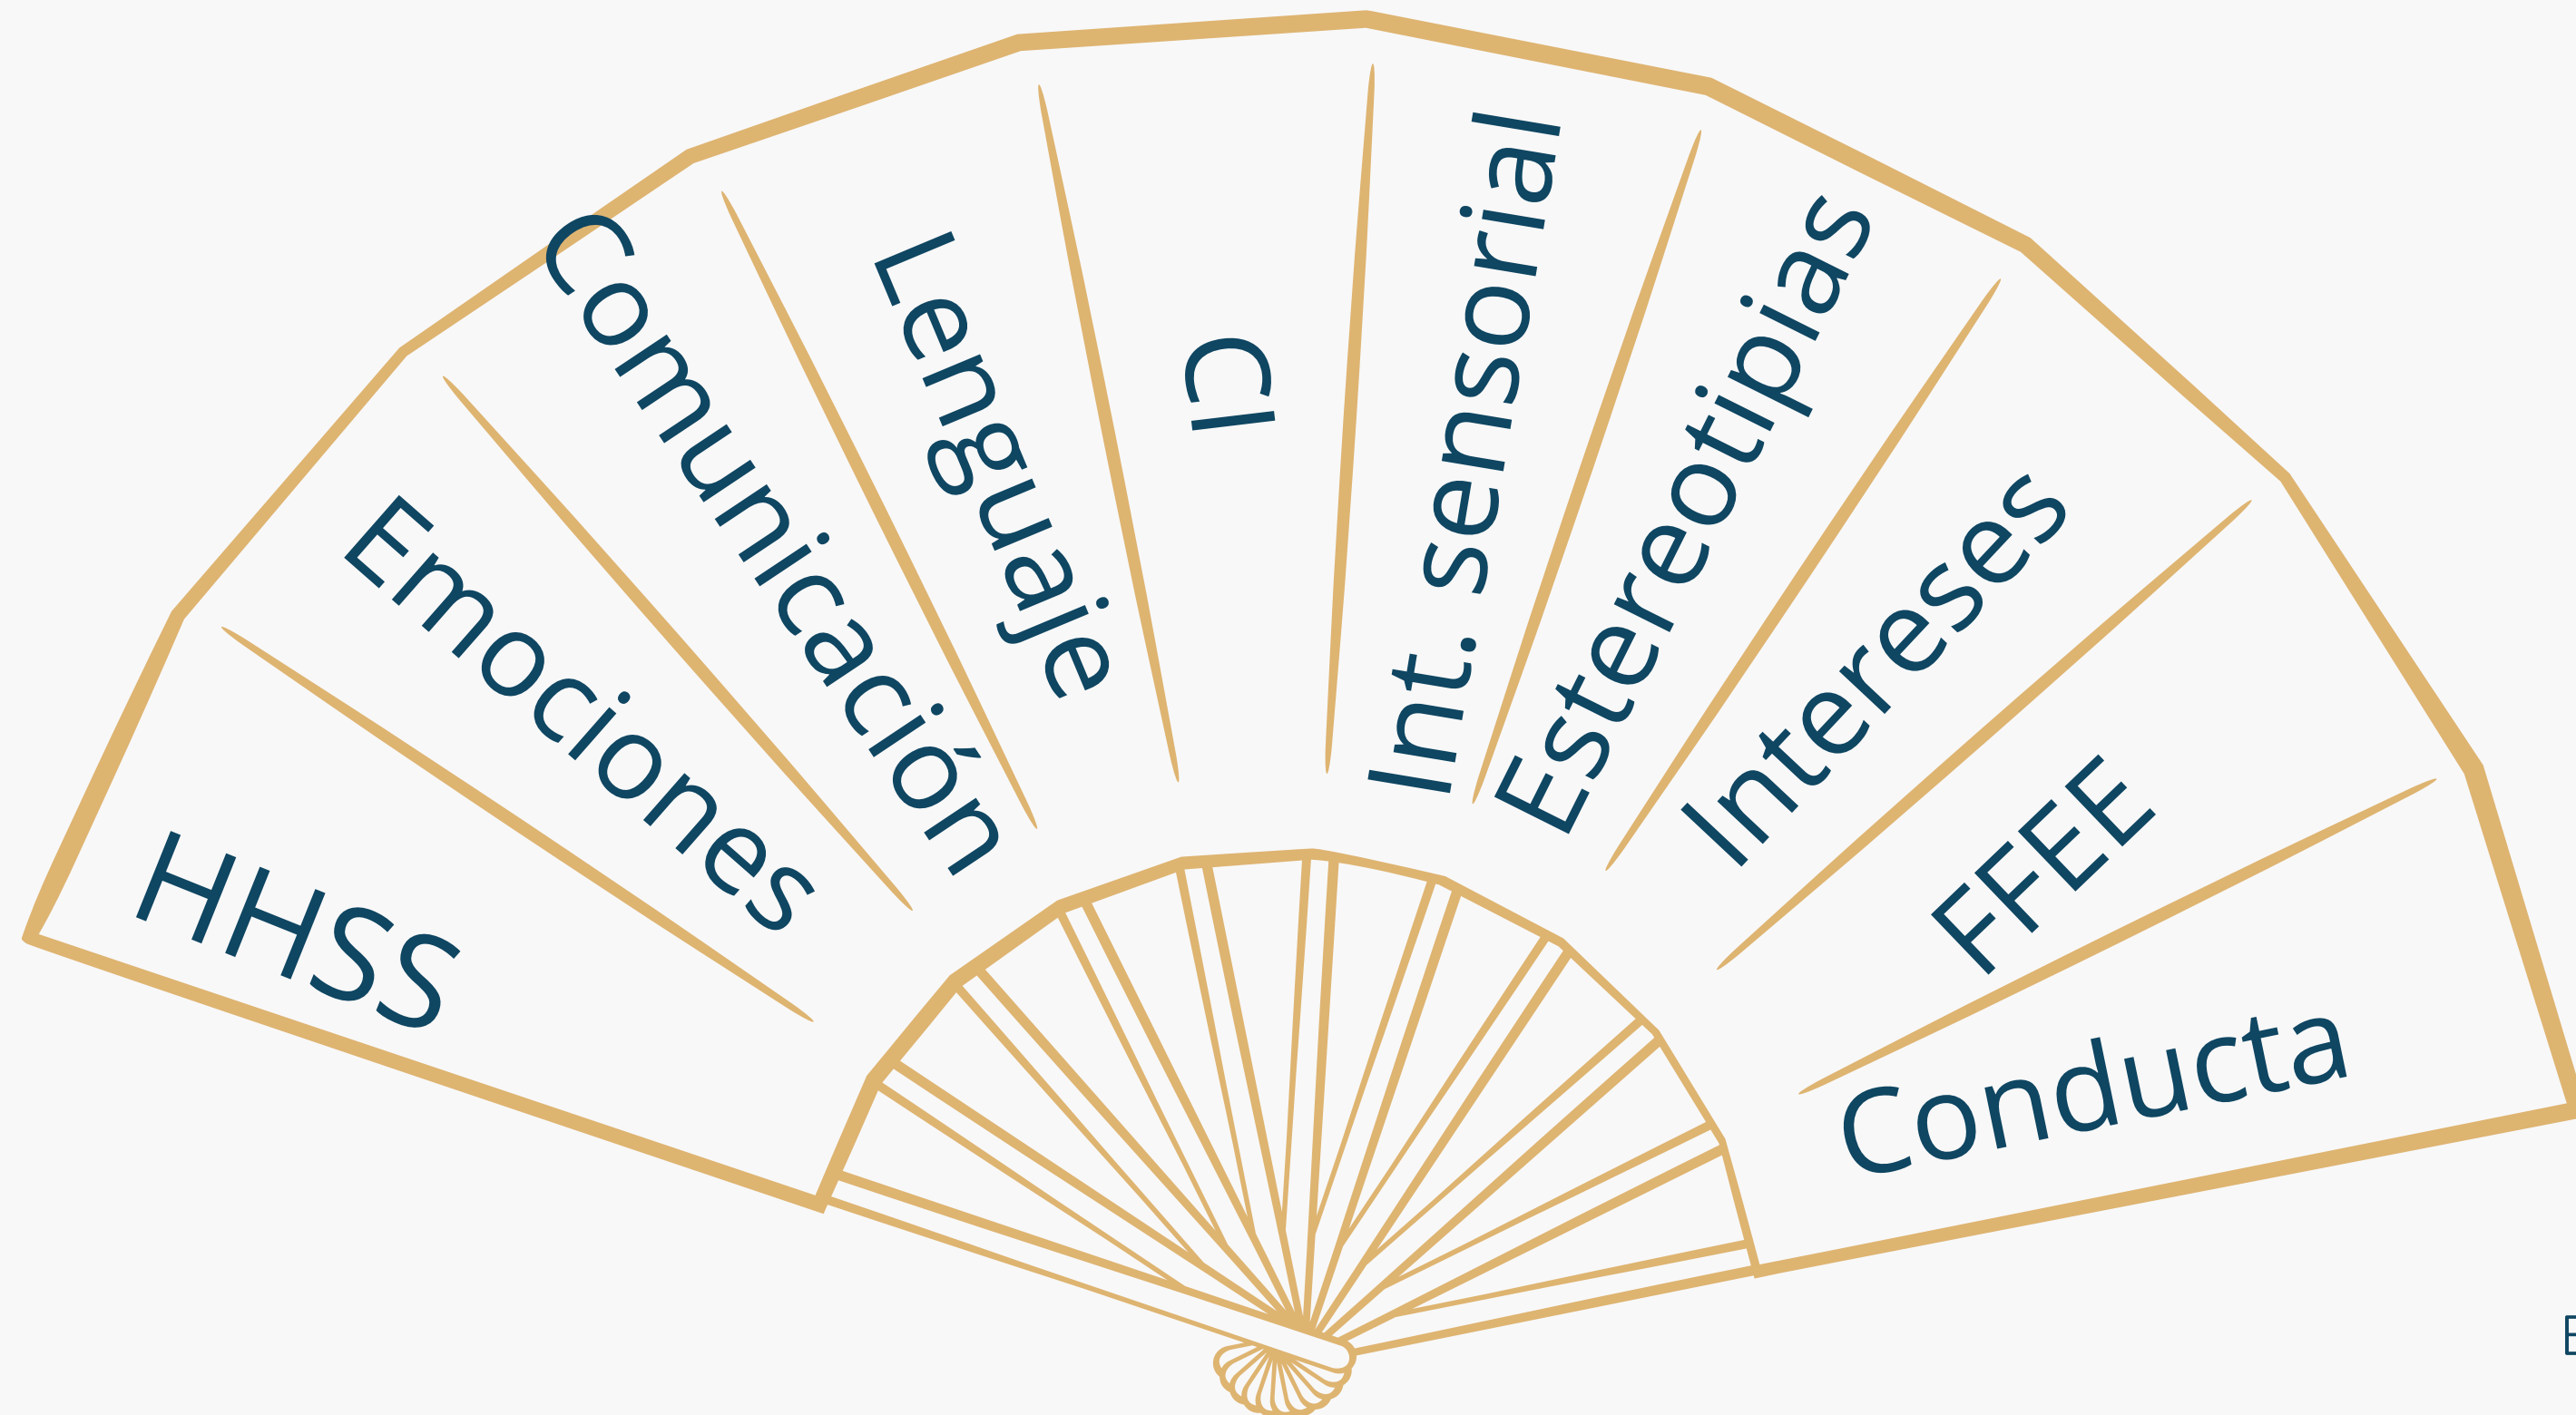 HHSS
Emociones
Comunicación
Lenguaje
CI
Int. sensorial
Estereotipias
Intereses
FFEE
Conducta